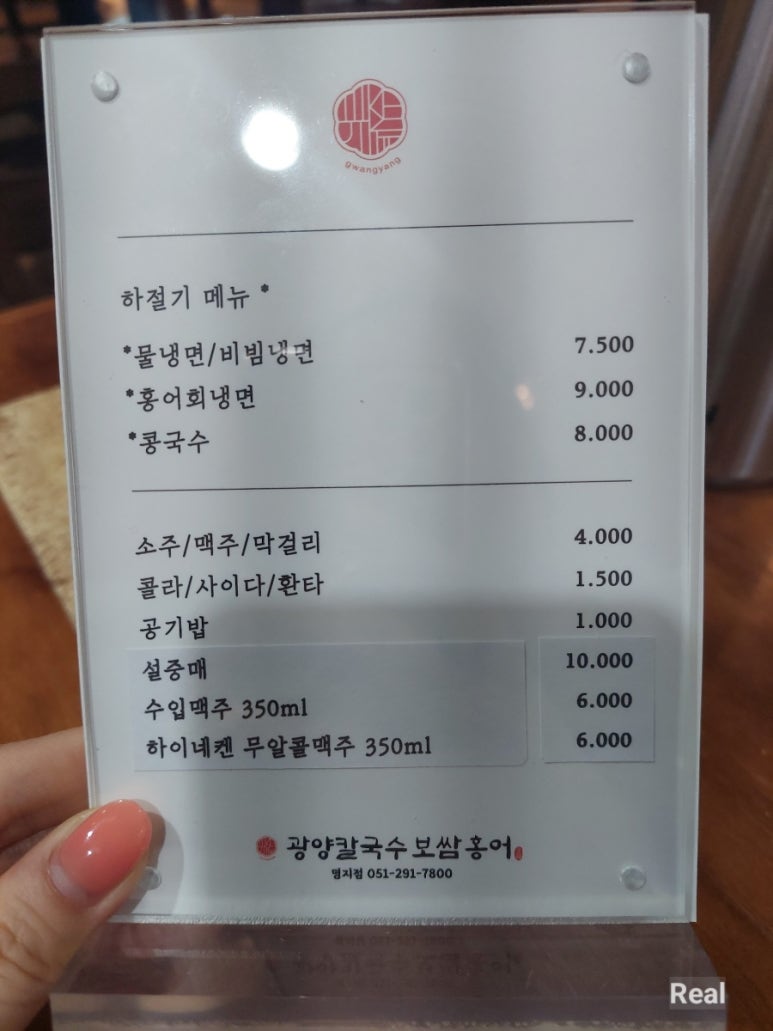 gwangyang
하절기 메뉴 *
*물냉면/비빔냉면 7.500
*홍어회냉면 9.000
*콩국수 8.000
소주/맥주/막걸리 4.000
콜라/사이다/환타 1.500
공기밥 1.000
설중매 10.000
수입맥주 350ml 6.000
하이네켄 무알콜맥주 350ml 6.000
광양칼국수보쌈홍어
명지점 051-291-7800
Real